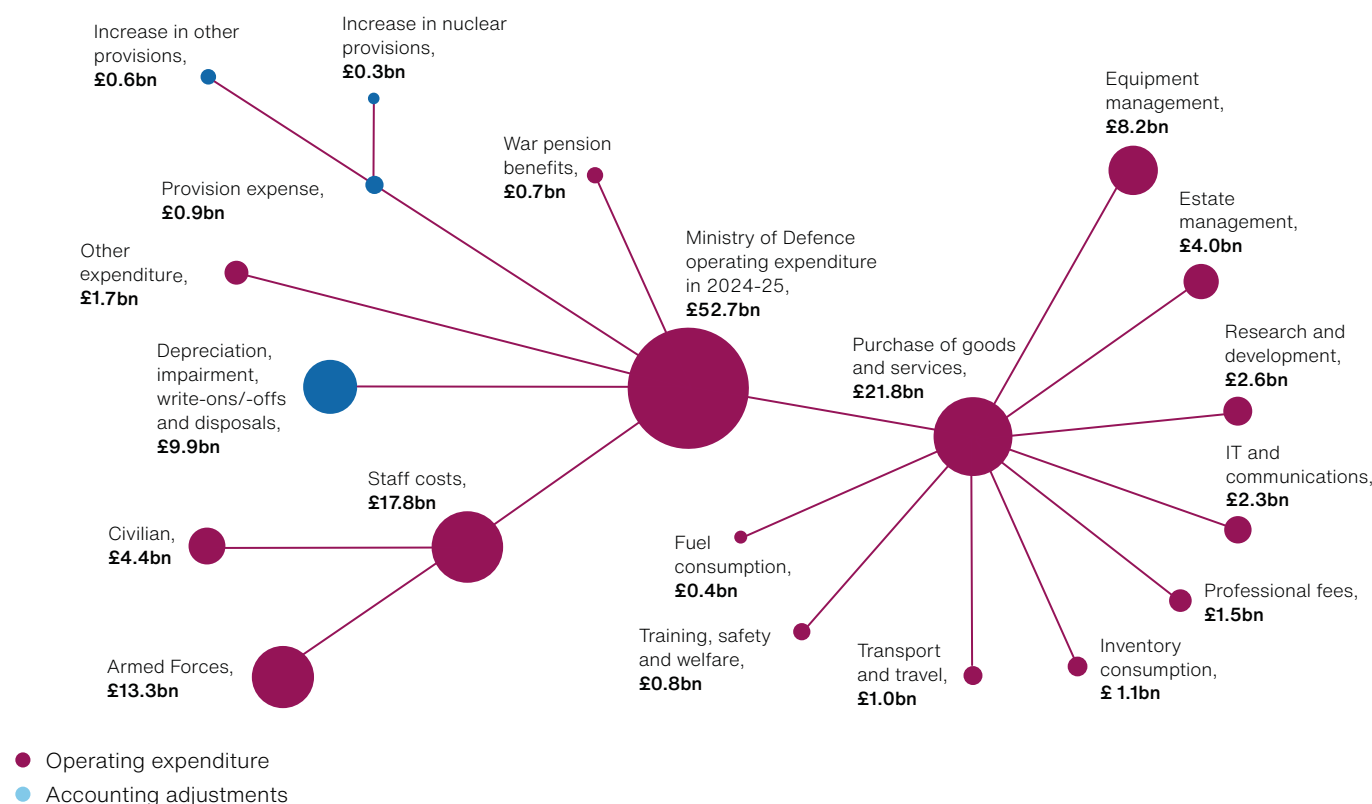 Increase in other
provisions,
£0.6bn
Increase in nuclear
provisions,
£0.3bn
War pension
benefits,
£0.7bn
Provision expense,
£0.9bn
Other
expenditure,
£1.7bn
Depreciation,
impairment,
write-ons/-offs
and disposals,
£9.9bn
Ministry of Defence
operating expenditure
in 2024-25,
£52.7bn
Staff costs,
£17.8bn
Civilian,
£4.4bn
Armed Forces,
£13.3bn
Purchase of goods
and services,
£21.8bn
Equipment
management,
£8.2bn
Estate
management,
£4.0bn
Research and
development,
£2.6bn
IT and
communications,
£2.3bn
Professional fees,
£1.5bn
Inventory
consumption,
£ 1.1bn
Transport
and travel,
£1.0bn
Training, safety
and welfare,
£0.8bn
Fuel
consumption,
£0.4bn
Operating expenditure
Accounting adjustments